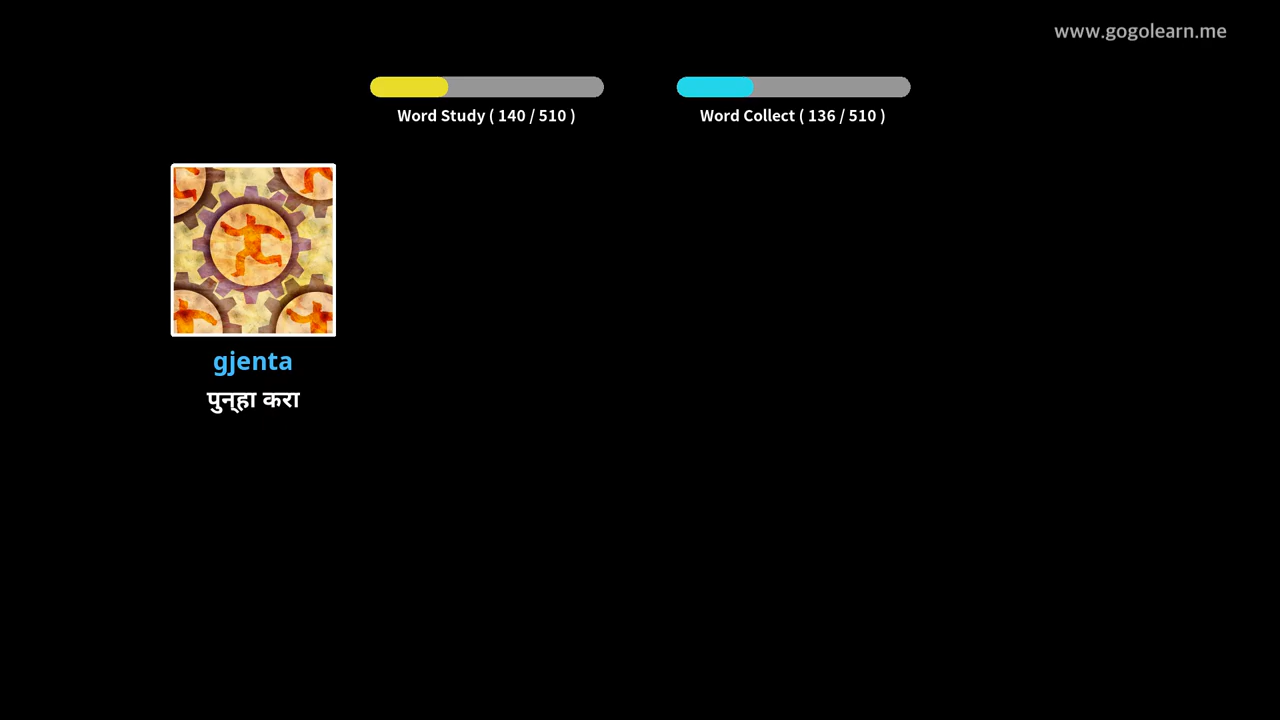 www.gogolearn.me
Word Study ( 140 / 510 )
Word Collect ( 136 / 510 )
gjenta
पुन्हा करा